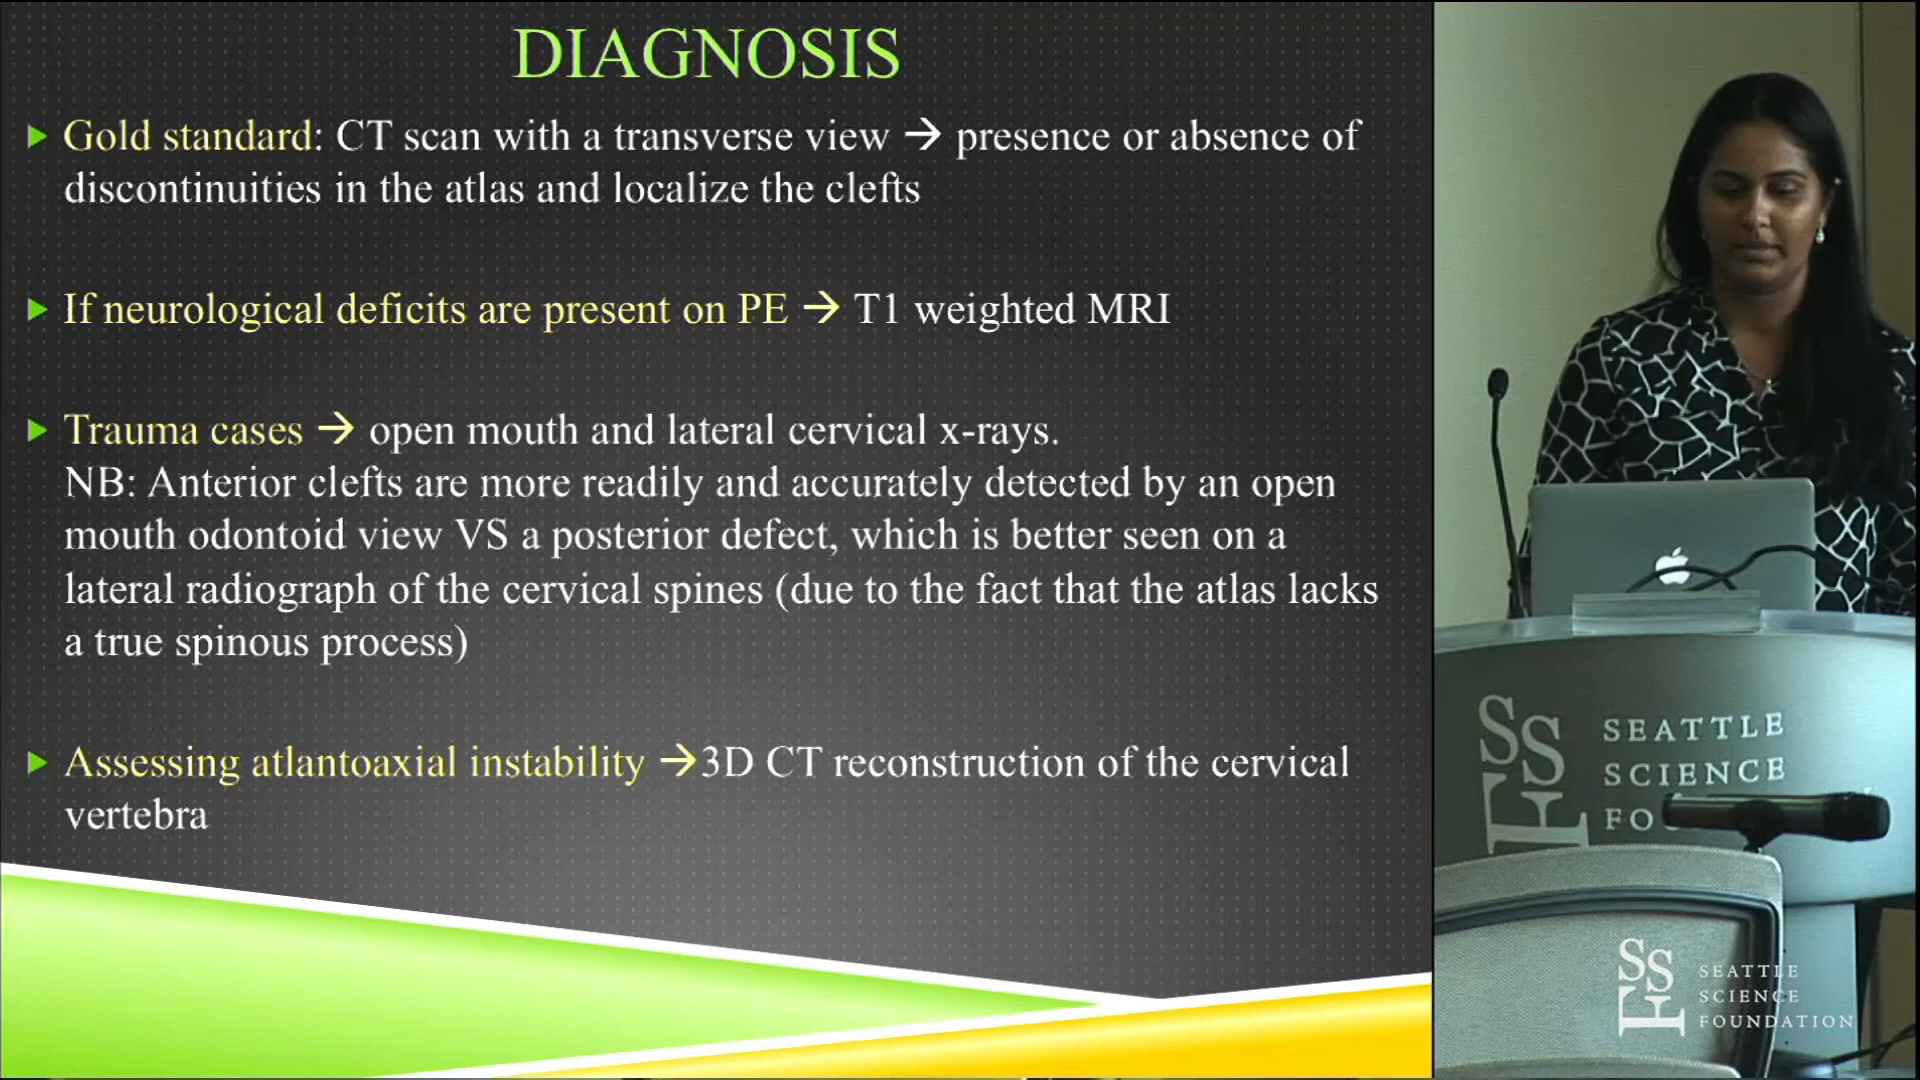 DIAGNOSIS
Gold standard: CT scan with a transverse view → presence or absence of
discontinuities in the atlas and localize the clefts
If neurological deficits are present on PE → T1 weighted MRI
Trauma cases → open mouth and lateral cervical x-rays.
NB: Anterior clefts are more readily and accurately detected by an open
mouth odontoid view VS a posterior defect, which is better seen on a
lateral radiograph of the cervical spines (due to the fact that the atlas lacks
a true spinous process)
Assessing atlantoaxial instability →3D CT reconstruction of the cervical
vertebra
SSF
SEATTLE
SCIENCE
FO
SSF
SEATTLE
SCIENCE
FOUNDATION